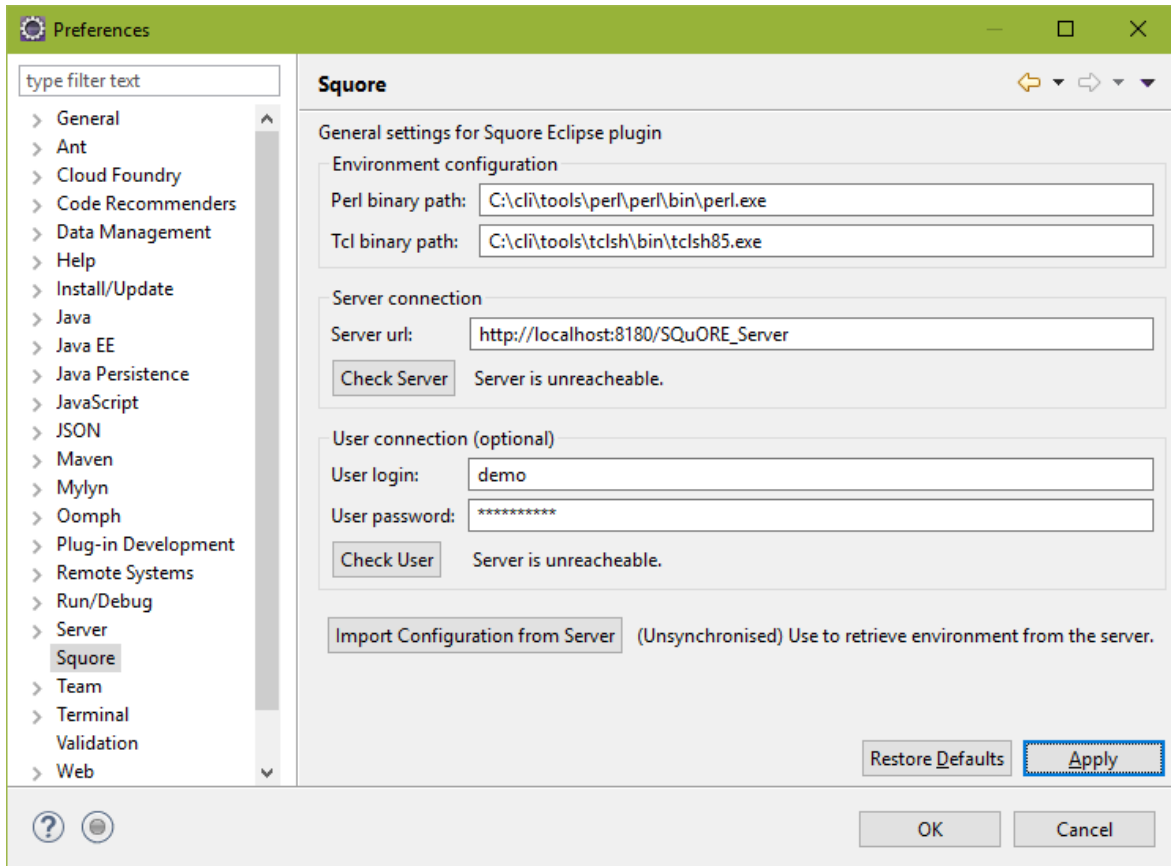 Preferences
type filter text
General
Ant
Cloud Foundry
Code Recommenders
Data Management
Help
Install/Update
Java
Java EE
Java Persistence
JavaScript
JSON
Maven
Mylyn
Oomph
Plug-in Development
Remote Systems
Run/Debug
Server
Squore
Team
Terminal
Validation
Web
Squore
General settings for Squore Eclipse plugin
Environment configuration
Perl binary path: C:\cli\tools\perl\perl\bin\perl.exe
Tcl binary path: C:\cli\tools\tclsh\bin\tclsh85.exe
Server connection
Server url: http://localhost:8180/SQuORE_Server
Check Server Server is unreacheable.
User connection (optional)
User login: demo
User password: **********
Check User Server is unreacheable.
Import Configuration from Server (Unsynchronised) Use to retrieve environment from the server.
Restore Defaults Apply
? OK Cancel